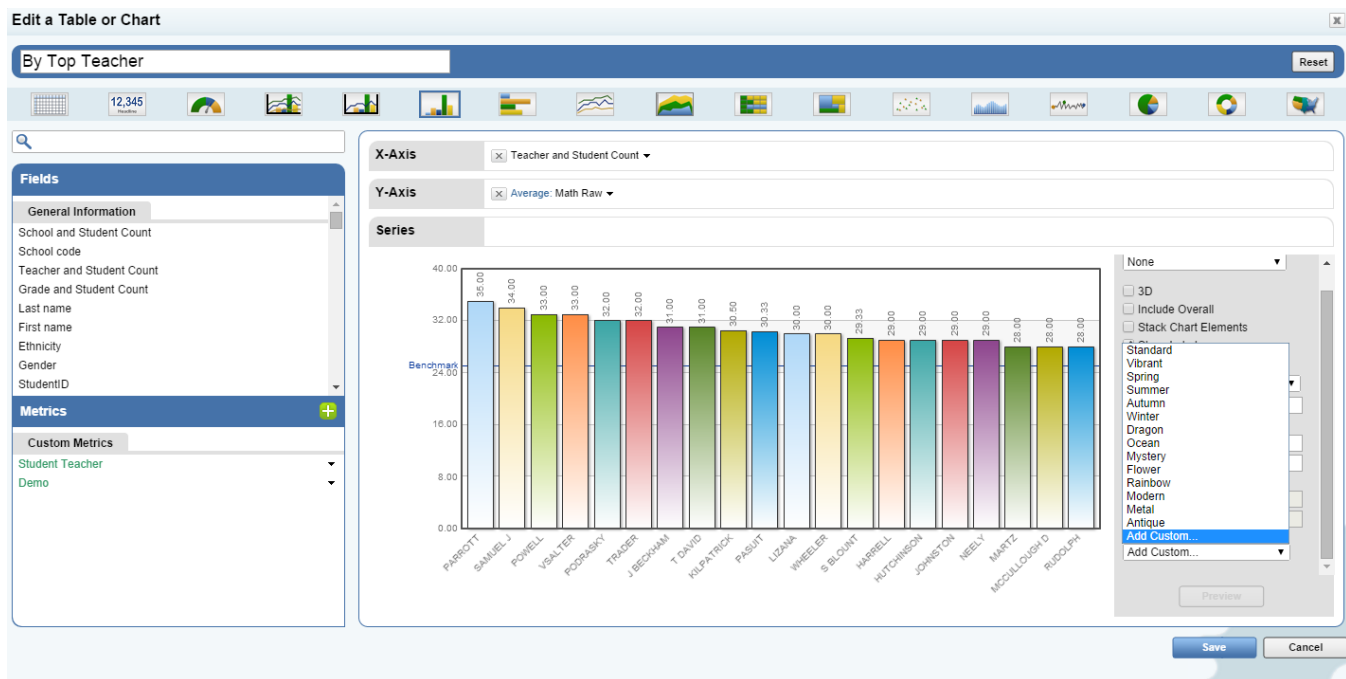 Edit a Table or Chart
By Top Teacher
Reset
12,345
Headline
X-Axis
Teacher and Student Count
Y-Axis
Average: Math Raw
Series
Fields
General Information
School and Student Count
School code
Teacher and Student Count
Grade and Student Count
Last name
First name
Ethnicity
Gender
StudentID
Metrics
Custom Metrics
Student Teacher
Demo
40.00
32.00
Benchmark
24.00
16.00
8.00
0.00
35.00
34.00
33.00
33.00
32.00
32.00
31.00
31.00
30.50
30.33
30.00
30.00
29.33
29.00
29.00
29.00
29.00
28.00
28.00
28.00
PARROTT
SAMUEL J
POWELL
VSALTER
PODRASKY
TRADER
J BECKHAM
T DAVID
KILPATRICK
PASUIT
LIZANA
WHEELER
S BLOUNT
HARRELL
HUTCHINSON
JOHNSTON
NEELY
MARTZ
MCCULLOUGH D
RUDOLPH
None
3D
Include Overall
Stack Chart Elements
Standard
Vibrant
Spring
Summer
Autumn
Winter
Dragon
Ocean
Mystery
Flower
Rainbow
Modern
Metal
Antique
Add Custom...
Add Custom...
Preview
Save
Cancel